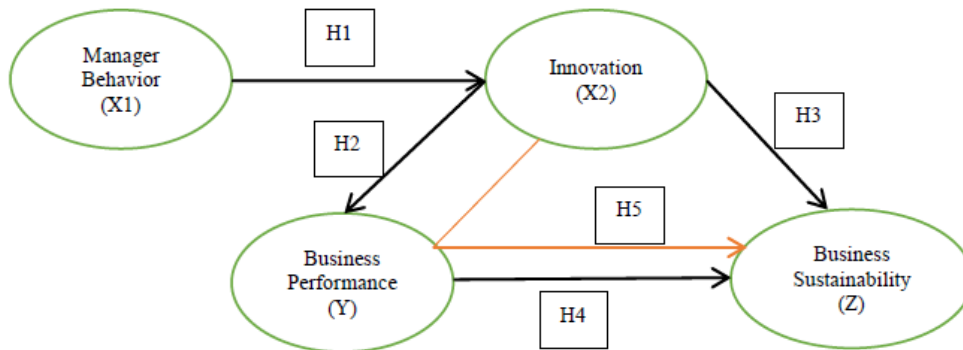 H1
Manager
Behavior
(X1)
Innovation
(X2)
H2
H3
H5
Business
Performance
(Y)
Business
Sustainability
(Z)
H4